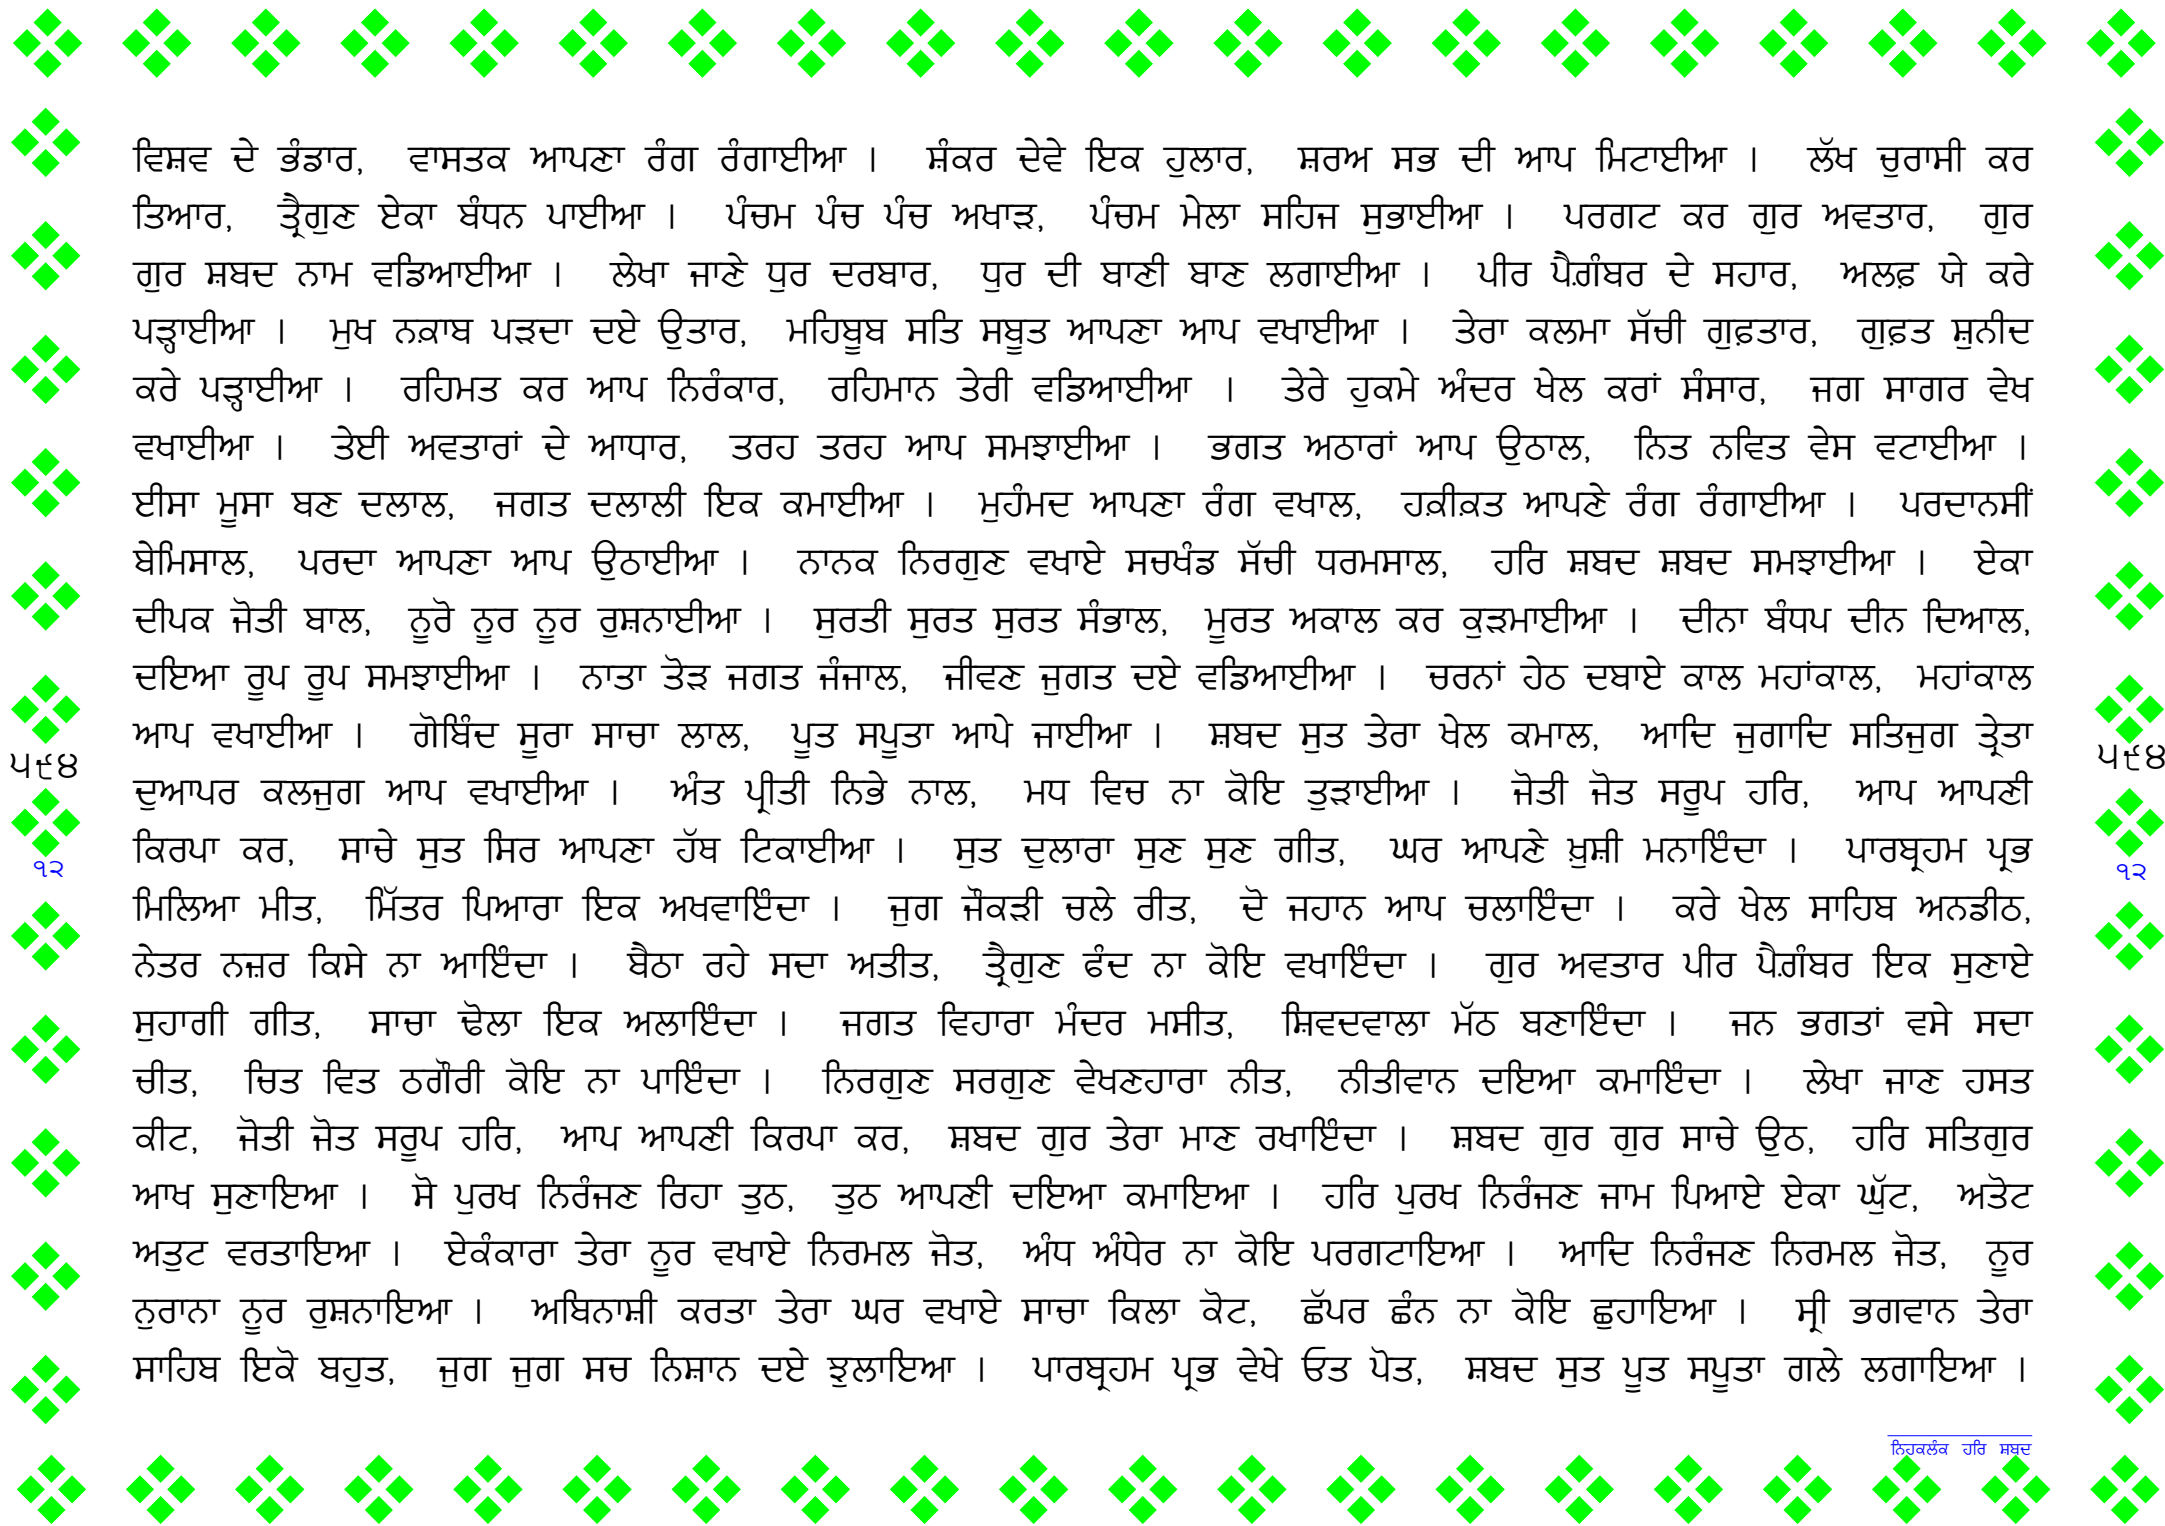 ਵਿਸ਼ਵ ਦੇ ਭੰਡਾਰ, ਵਾਸਤਕ ਆਪਣਾ ਰੰਗ ਰੰਗਾਈਆ । ਸ਼ੰਕਰ ਦੇਵੇ ਇਕ ਹੁਲਾਰ, ਸ਼ਰਅ ਸਭ ਦੀ ਆਪ ਮਿਟਾਈਆ । ਲੱਖ ਚੁਰਾਸੀ ਕਰ
ਤਿਆਰ, ਤ੍ਰੈਗੁਣ ਏਕਾ ਬੰਧਨ ਪਾਈਆ । ਪੰਚਮ ਪੰਚ ਪੰਚ ਅਖਾੜ, ਪੰਚਮ ਮੇਲਾ ਸਹਿਜ ਸੁਭਾਈਆ । ਪਰਗਟ ਕਰ ਗੁਰ ਅਵਤਾਰ, ਗੁਰ
ਗੁਰ ਸ਼ਬਦ ਨਾਮ ਵਡਿਆਈਆ । ਲੇਖਾ ਜਾਣੇ ਧੁਰ ਦਰਬਾਰ, ਧੁਰ ਦੀ ਬਾਣੀ ਬਾਣ ਲਗਾਈਆ । ਪੀਰ ਪੈਗ਼ੰਬਰ ਦੇ ਸਹਾਰ, ਅਲਫ਼ ਯੇ ਕਰੇ
ਪੜ੍ਹਾਈਆ । ਮੁਖ ਨਕ਼ਾਬ ਪੜਦਾ ਦਏ ਉਤਾਰ, ਮਹਿਬੂਬ ਸਤਿ ਸਬੂਤ ਆਪਣਾ ਆਪ ਵਖਾਈਆ । ਤੇਰਾ ਕਲਮਾ ਸੱਚੀ ਗੁਫ਼ਤਾਰ, ਗੁਫ਼ਤ ਸ਼ੁਨੀਦ
ਕਰੇ ਪੜ੍ਹਾਈਆ । ਰਹਿਮਤ ਕਰ ਆਪ ਨਿਰੰਕਾਰ, ਰਹਿਮਾਨ ਤੇਰੀ ਵਡਿਆਈਆ । ਤੇਰੇ ਹੁਕਮੇ ਅੰਦਰ ਖੇਲ ਕਰਾਂ ਸੰਸਾਰ, ਜਗ ਸਾਗਰ ਵੇਖ
ਵਖਾਈਆ । ਤੇਈ ਅਵਤਾਰਾਂ ਦੇ ਆਧਾਰ, ਤਰਹ ਤਰਹ ਆਪ ਸਮਝਾਈਆ । ਭਗਤ ਅਠਾਰਾਂ ਆਪ ਉਠਾਲ, ਨਿਤ ਨਵਿਤ ਵੇਸ ਵਟਾਈਆ ।
ਈਸਾ ਮੂਸਾ ਬਣ ਦਲਾਲ, ਜਗਤ ਦਲਾਲੀ ਇਕ ਕਮਾਈਆ । ਮੁਹੰਮਦ ਆਪਣਾ ਰੰਗ ਵਖਾਲ, ਹਕ਼ੀਕ਼ਤ ਆਪਣੇ ਰੰਗ ਰੰਗਾਈਆ । ਪਰਦਾਨਸੀਂ
ਬੇਮਿਸਾਲ, ਪਰਦਾ ਆਪਣਾ ਆਪ ਉਠਾਈਆ । ਨਾਨਕ ਨਿਰਗੁਣ ਵਖਾਏ ਸਚਖੰਡ ਸੱਚੀ ਧਰਮਸਾਲ, ਹਰਿ ਸ਼ਬਦ ਸ਼ਬਦ ਸਮਝਾਈਆ । ਏਕਾ
ਦੀਪਕ ਜੋਤੀ ਬਾਲ, ਨੂਰੋ ਨੂਰ ਨੂਰ ਰੁਸ਼ਨਾਈਆ । ਸੁਰਤੀ ਸੁਰਤ ਸੁਰਤ ਸੰਭਾਲ, ਮੂਰਤ ਅਕਾਲ ਕਰ ਕੁੜਮਾਈਆ । ਦੀਨਾ ਬੰਧਪ ਦੀਨ ਦਿਆਲ,
ਦਇਆ ਰੂਪ ਰੂਪ ਸਮਝਾਈਆ । ਨਾਤਾ ਤੋੜ ਜਗਤ ਜੰਜਾਲ, ਜੀਵਣ ਜੁਗਤ ਦਏ ਵਡਿਆਈਆ । ਚਰਨਾਂ ਹੇਠ ਦਬਾਏ ਕਾਲ ਮਹਾਂਕਾਲ, ਮਹਾਂਕਾਲ
ਆਪ ਵਖਾਈਆ । ਗੋਬਿੰਦ ਸੂਰਾ ਸਾਚਾ ਲਾਲ, ਪੂਤ ਸਪੂਤਾ ਆਪੇ ਜਾਈਆ । ਸ਼ਬਦ ਸੁਤ ਤੇਰਾ ਖੇਲ ਕਮਾਲ, ਆਦਿ ਜੁਗਾਦਿ ਸਤਿਜੁਗ ਤ੍ਰੇਤਾ
ਦੁਆਪਰ ਕਲਜੁਗ ਆਪ ਵਖਾਈਆ । ਅੰਤ ਪ੍ਰੀਤੀ ਨਿਭੇ ਨਾਲ, ਮਧ ਵਿਚ ਨਾ ਕੋਇ ਤੁੜਾਈਆ । ਜੋਤੀ ਜੋਤ ਸਰੂਪ ਹਰਿ, ਆਪ ਆਪਣੀ
ਕਿਰਪਾ ਕਰ, ਸਾਚੇ ਸੁਤ ਸਿਰ ਆਪਣਾ ਹੱਥ ਟਿਕਾਈਆ । ਸੁਤ ਦੁਲਾਰਾ ਸੁਣ ਸੁਣ ਗੀਤ, ਘਰ ਆਪਣੇ ਖ਼ੁਸ਼ੀ ਮਨਾਇੰਦਾ । ਪਾਰਬ੍ਰਹਮ ਪ੍ਰਭ
ਮਿਲਿਆ ਮੀਤ, ਮਿੱਤਰ ਪਿਆਰਾ ਇਕ ਅਖਵਾਇੰਦਾ । ਜੁਗ ਜੌਕੜੀ ਚਲੇ ਰੀਤ, ਦੋ ਜਹਾਨ ਆਪ ਚਲਾਇੰਦਾ । ਕਰੇ ਖੇਲ ਸਾਹਿਬ ਅਨਡੀਠ,
ਨੇਤਰ ਨਜ਼ਰ ਕਿਸੇ ਨਾ ਆਇੰਦਾ । ਬੈਠਾ ਰਹੇ ਸਦਾ ਅਤੀਤ, ਤ੍ਰੈਗੁਣ ਫੰਦ ਨਾ ਕੋਇ ਵਖਾਇੰਦਾ । ਗੁਰ ਅਵਤਾਰ ਪੀਰ ਪੈਗ਼ੰਬਰ ਇਕ ਸੁਣਾਏ
ਸੁਹਾਗੀ ਗੀਤ, ਸਾਚਾ ਢੋਲਾ ਇਕ ਅਲਾਇੰਦਾ । ਜਗਤ ਵਿਹਾਰਾ ਮੰਦਰ ਮਸੀਤ, ਸ਼ਿਵਦਵਾਲਾ ਮੱਠ ਬਣਾਇੰਦਾ । ਜਨ ਭਗਤਾਂ ਵਸੇ ਸਦਾ
ਚੀਤ, ਚਿਤ ਵਿਤ ਠਗੌਰੀ ਕੋਇ ਨਾ ਪਾਇੰਦਾ । ਨਿਰਗੁਣ ਸਰਗੁਣ ਵੇਖਣਹਾਰਾ ਨੀਤ, ਨੀਤੀਵਾਨ ਦਇਆ ਕਮਾਇੰਦਾ । ਲੇਖਾ ਜਾਣ ਹਸਤ
ਕੀਟ, ਜੋਤੀ ਜੋਤ ਸਰੂਪ ਹਰਿ, ਆਪ ਆਪਣੀ ਕਿਰਪਾ ਕਰ, ਸ਼ਬਦ ਗੁਰ ਤੇਰਾ ਮਾਣ ਰਖਾਇੰਦਾ । ਸ਼ਬਦ ਗੁਰ ਗੁਰ ਸਾਚੇ ਉਠ, ਹਰਿ ਸਤਿਗੁਰ
ਆਖ ਸੁਣਾਇਆ । ਸੋ ਪੁਰਖ ਨਿਰੰਜਣ ਰਿਹਾ ਤੁਠ, ਤੁਠ ਆਪਣੀ ਦਇਆ ਕਮਾਇਆ । ਹਰਿ ਪੁਰਖ ਨਿਰੰਜਣ ਜਾਮ ਪਿਆਏ ਏਕਾ ਘੁੱਟ, ਅਤੋਟ
ਅਤੁਟ ਵਰਤਾਇਆ । ਏਕੰਕਾਰਾ ਤੇਰਾ ਨੂਰ ਵਖਾਏ ਨਿਰਮਲ ਜੋਤ, ਅੰਧ ਅੰਧੇਰ ਨਾ ਕੋਇ ਪਰਗਟਾਇਆ । ਆਦਿ ਨਿਰੰਜਣ ਨਿਰਮਲ ਜੋਤ, ਨੂਰ
ਨੁਰਾਨਾ ਨੂਰ ਰੁਸ਼ਨਾਇਆ । ਅਬਿਨਾਸ਼ੀ ਕਰਤਾ ਤੇਰਾ ਘਰ ਵਖਾਏ ਸਾਚਾ ਕਿਲਾ ਕੋਟ, ਛੱਪਰ ਛੰਨ ਨਾ ਕੋਇ ਛੁਹਾਇਆ । ਸ੍ਰੀ ਭਗਵਾਨ ਤੇਰਾ
ਸਾਹਿਬ ਇਕੋ ਬਹੁਤ, ਜੁਗ ਜੁਗ ਸਚ ਨਿਸ਼ਾਨ ਦਏ ਝੁਲਾਇਆ । ਪਾਰਬ੍ਰਹਮ ਪ੍ਰਭ ਵੇਖੇ ਓਤ ਪੋਤ, ਸ਼ਬਦ ਸੁਤ ਪੂਤ ਸਪੂਤਾ ਗਲੇ ਲਗਾਇਆ ।
੫੯੪
੧੨
੫੯੪
੧੨
ਨਿਹਕਲੰਕ ਹਰਿ ਸ਼ਬਦ